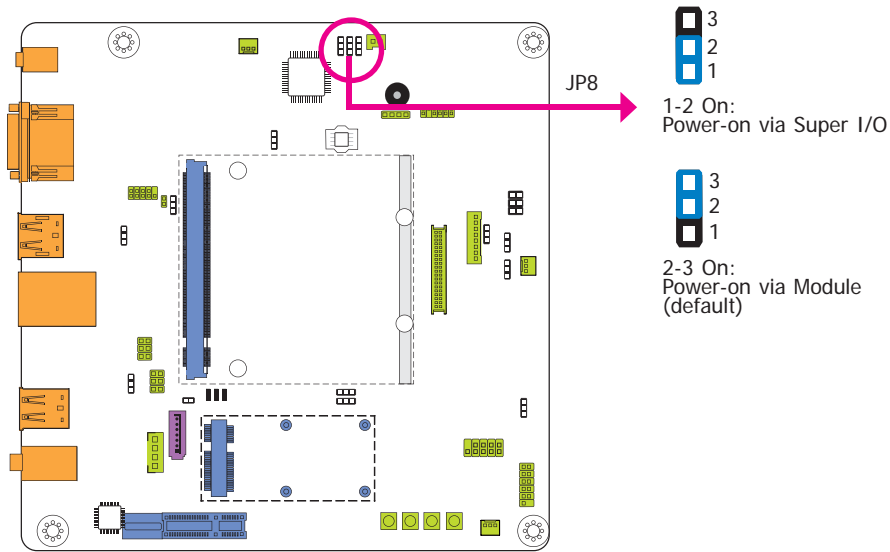 JP8
3
2
1
1-2 On:
Power-on via Super I/O
3
2
1
2-3 On:
Power-on via Module
(default)